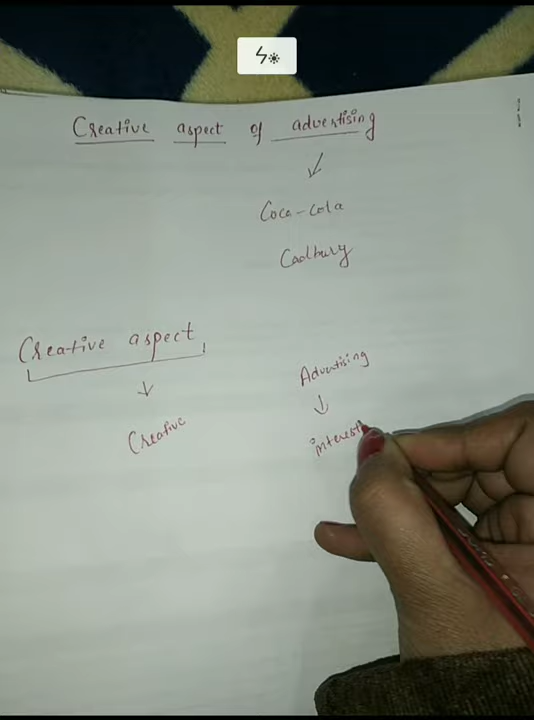 Creative aspect of advertising
Coca-cola
Cadbury
Creative aspect
Advertising
Creative
interest